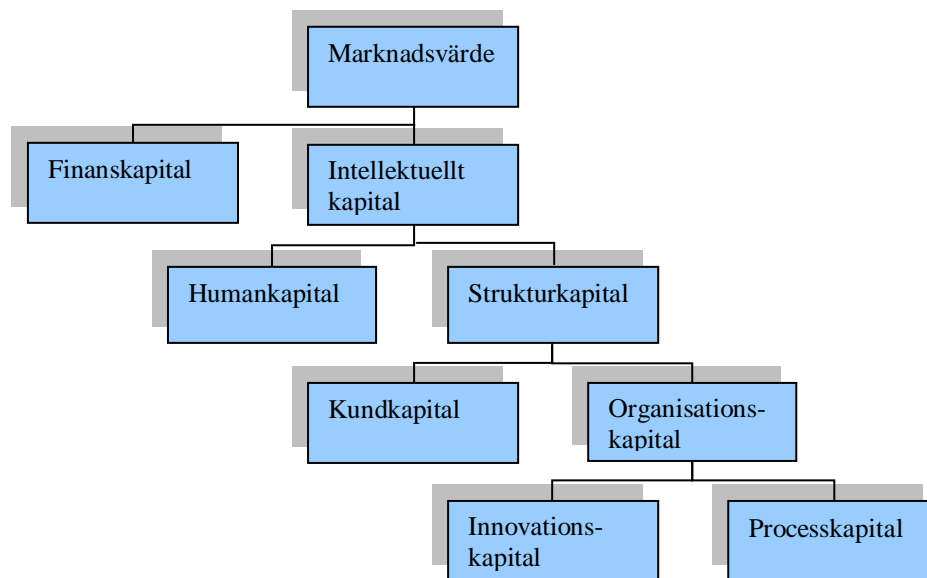 Marknadsvärde
Finanskapital
Intellektuellt
kapital
Humankapital
Strukturkapital
Kundkapital
Organisations-
kapital
Innovations-
kapital
Processkapital